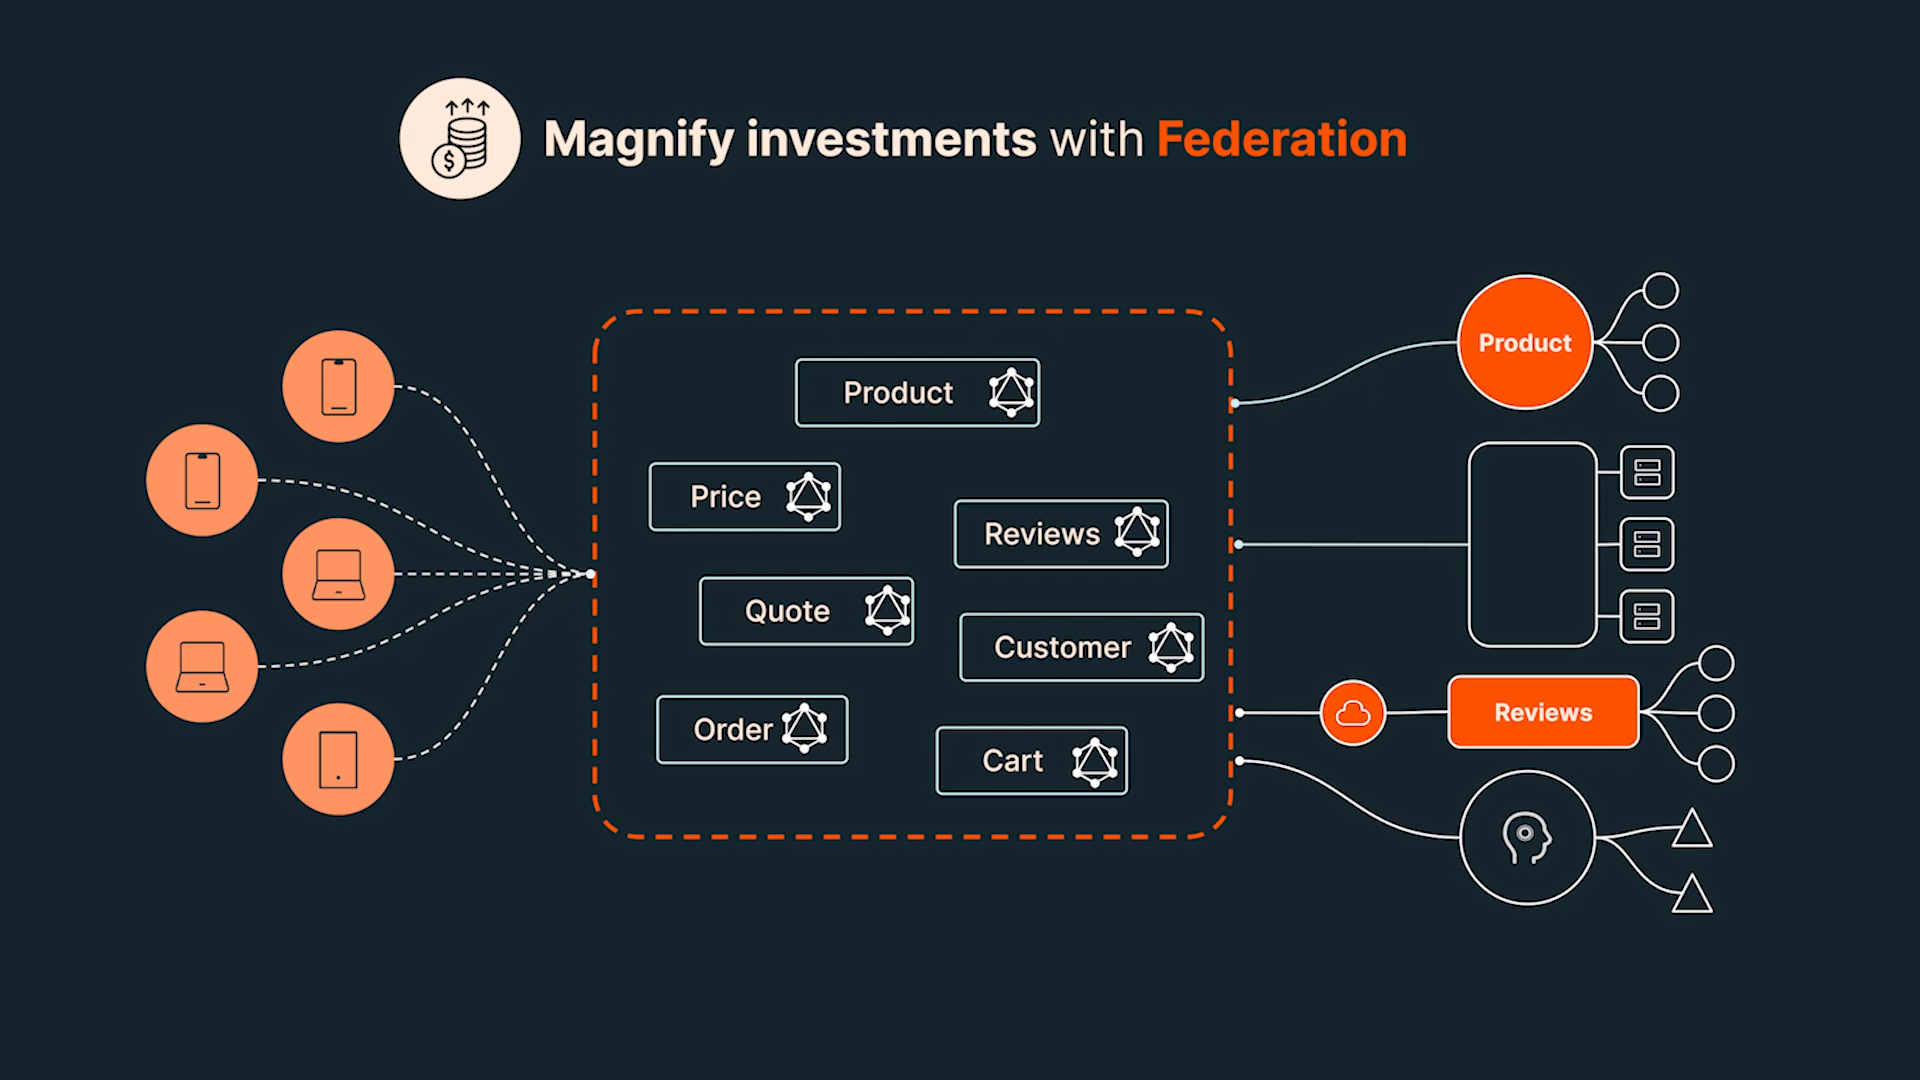 Magnify investments with Federation
Product
Price
Reviews
Quote
Customer
Order
Cart
Product
Reviews